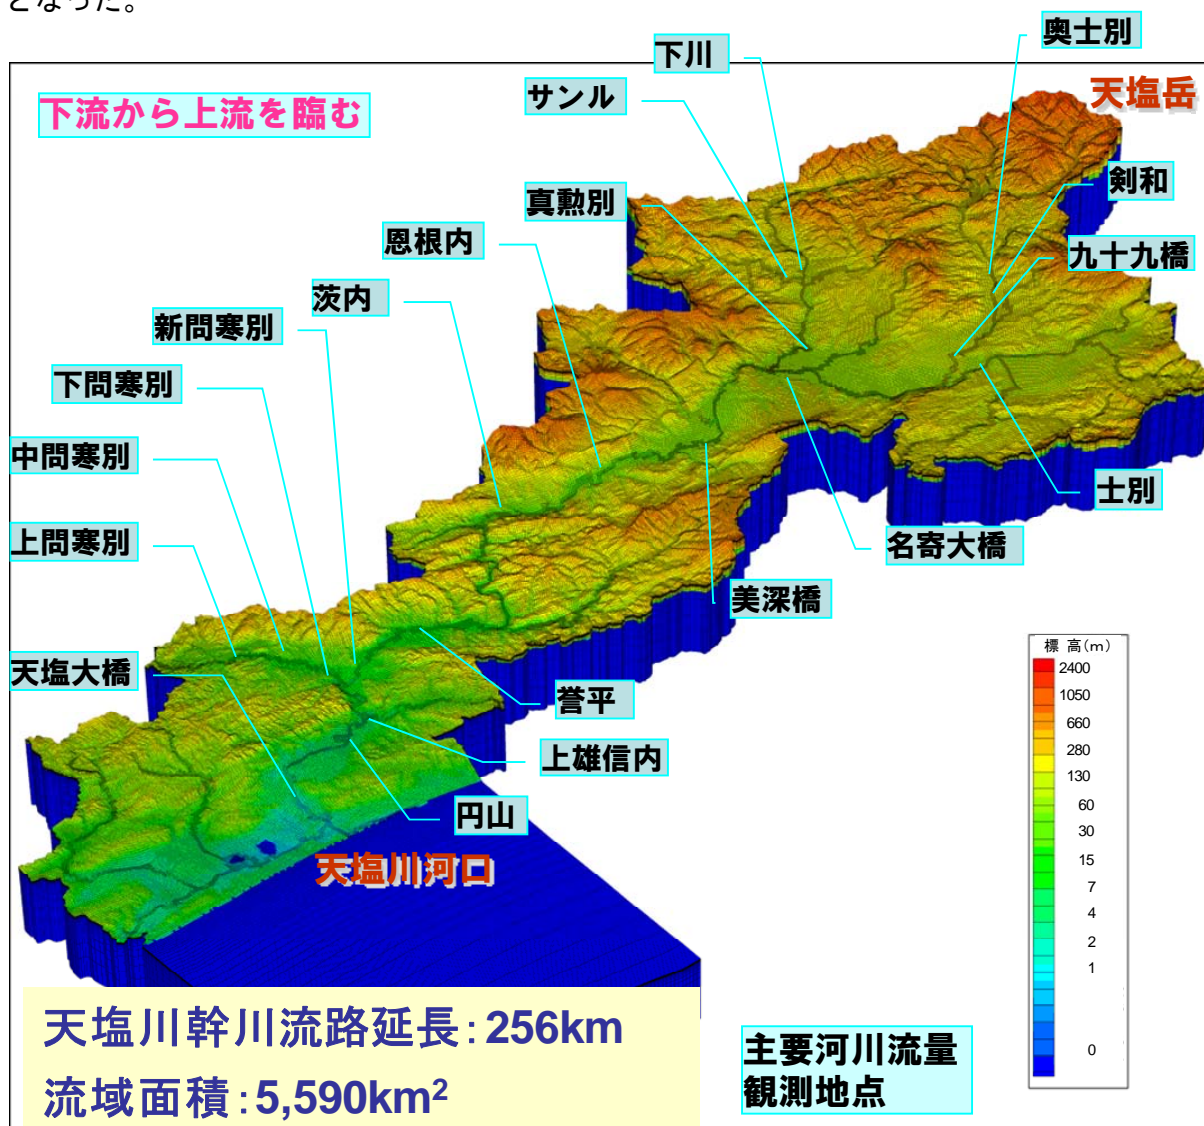 となった。
奥士別
下川
天塩岳
サンル
下流から上流を臨む
剣和
真勲別
恩根内
九十九橋
茨内
新問寒別
下問寒別
中問寒別
士別
上問寒別
名寄大橋
美深橋
天塩大橋
誉平
上雄信内
円山
天塩川河口
標 高(m)
2400
1050
660
280
130
60
30
15
7
4
2
1
0
天塩川幹川流路延長：256km
流域面積：5,590km²
主要河川流量
観測地点